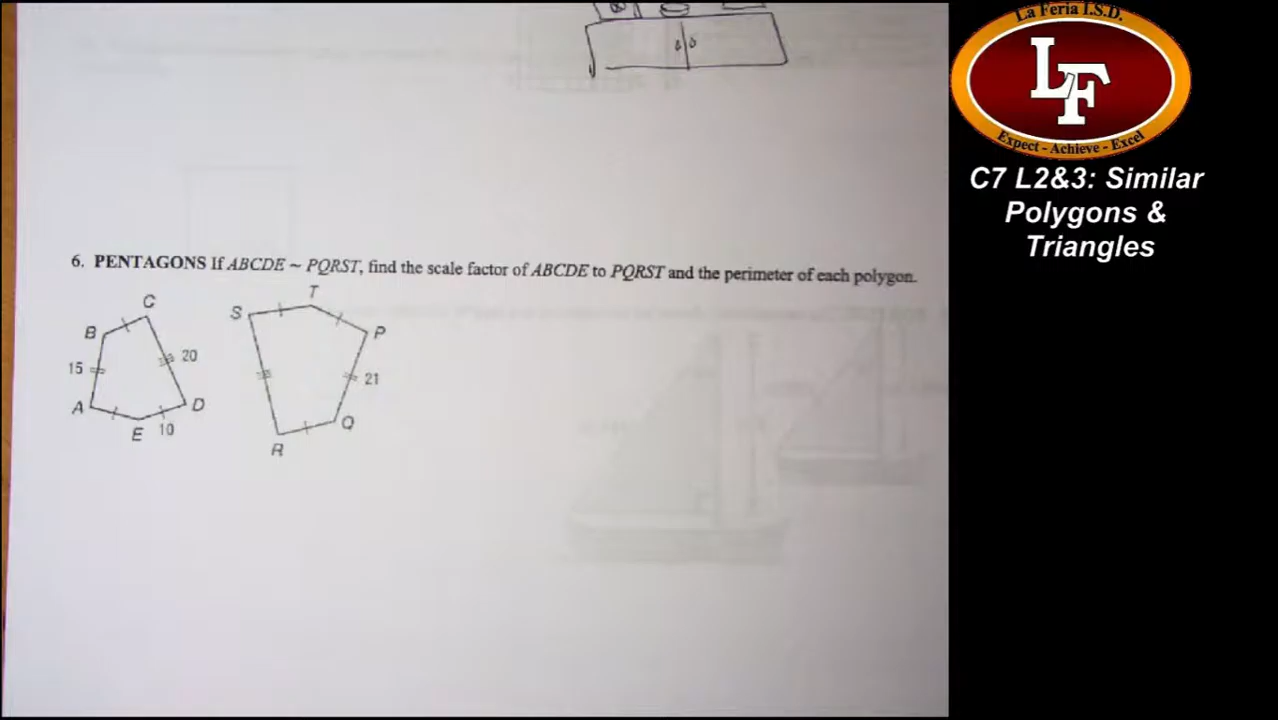 La Feria I.S.D.
LF
Expect - Achieve - Excel
C7 L2&3: Similar
Polygons &
Triangles
6. PENTAGONS If ABCDE ~ PQRST, find the scale factor of ABCDE to PQRST and the perimeter of each polygon.
C
B
15
20
A
D
E
10
T
S
P
21
Q
R